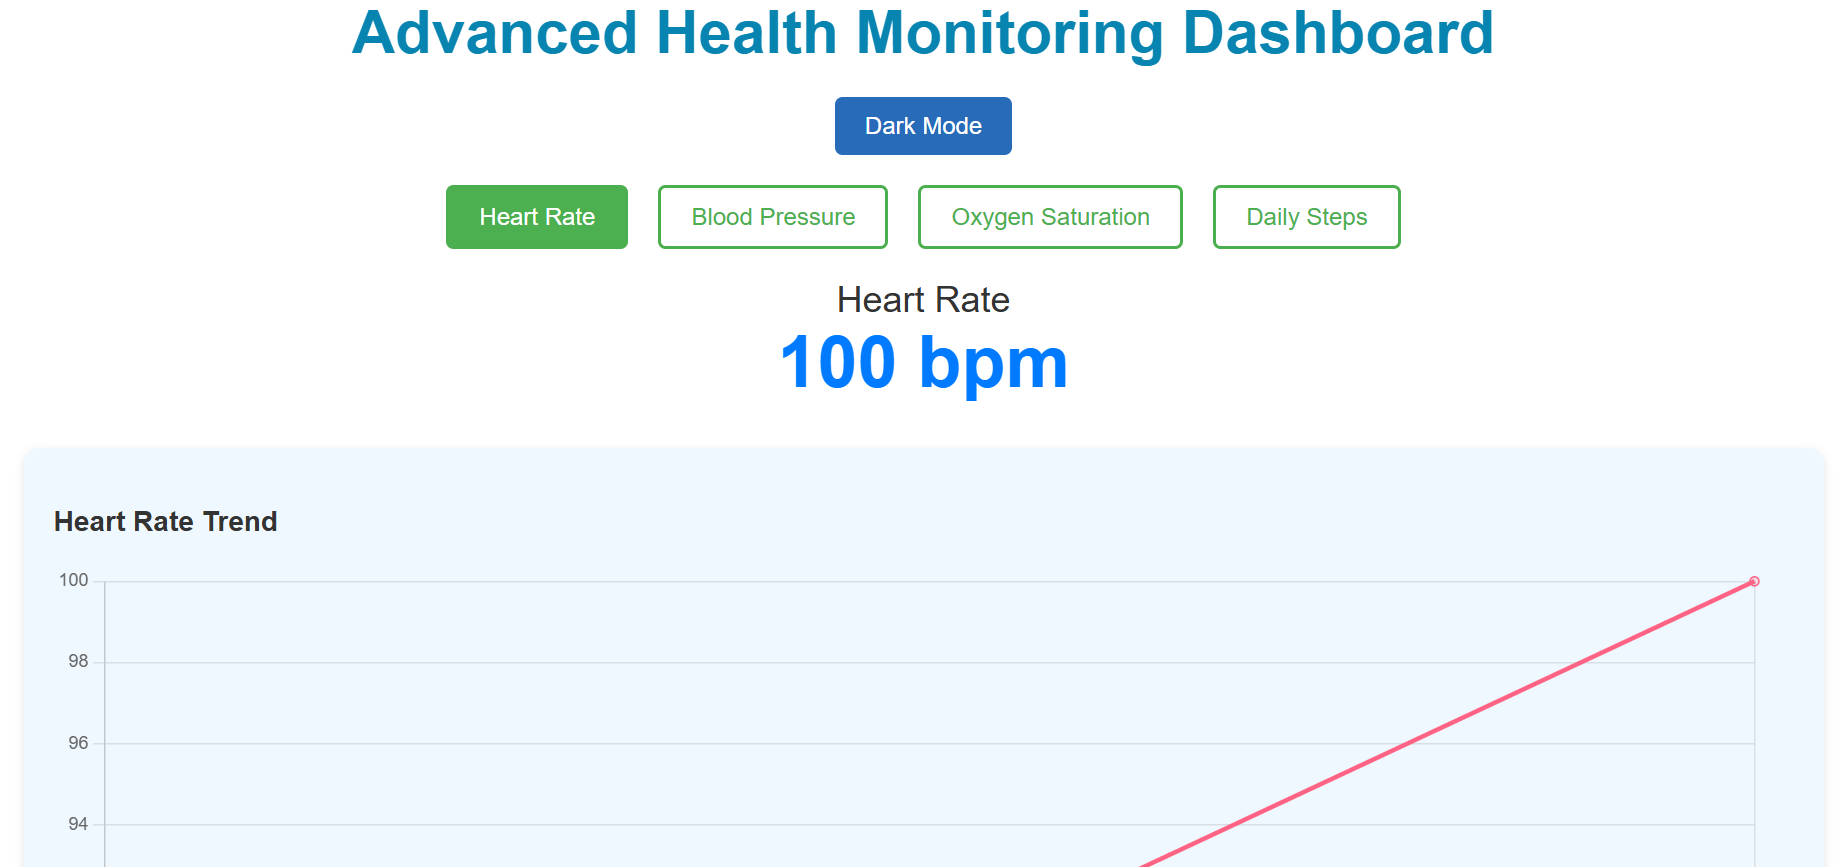 Advanced Health Monitoring Dashboard
Dark Mode
Heart Rate
Blood Pressure
Oxygen Saturation
Daily Steps
Heart Rate
100 bpm
Heart Rate Trend
100
98
96
94